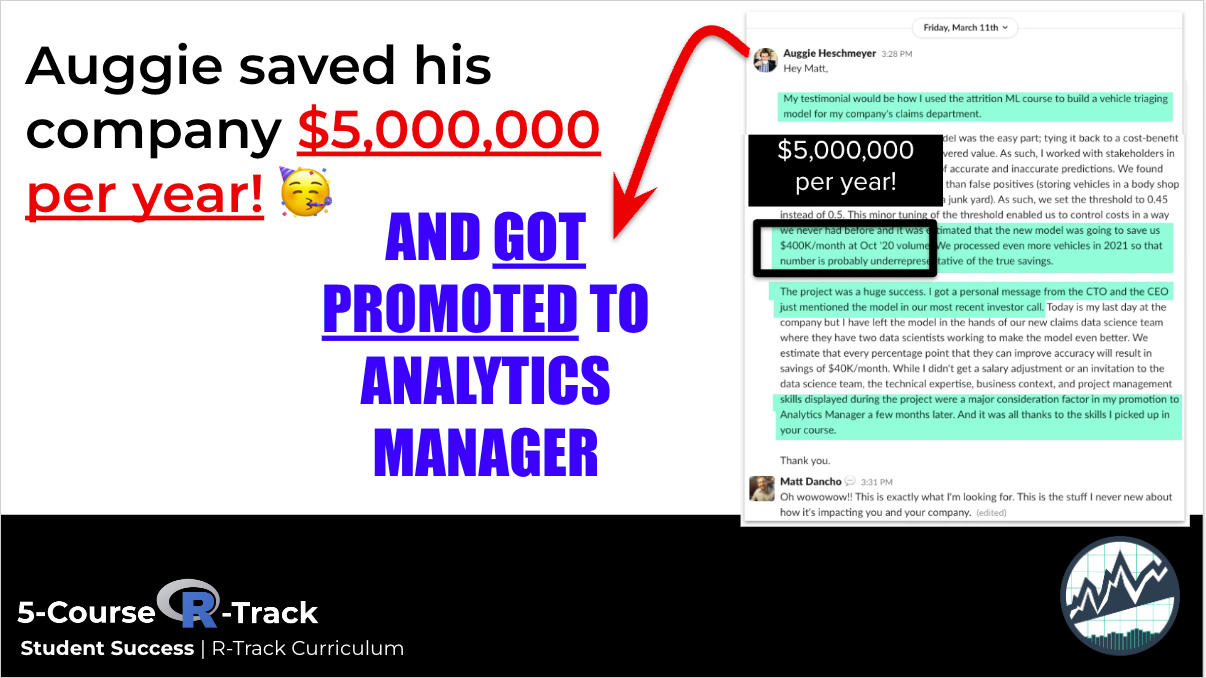 Auggie saved his
company $5,000,000
per year!
AND GOT
PROMOTED TO
ANALYTICS
MANAGER
Friday, March 11th
Auggie Heschmeyer 3:28 PM
Hey Matt,
My testimonial would be how I used the attrition ML course to build a vehicle triaging
model for my company's claims department.
$5,000,000
per year!
was the easy part; tying it back to a cost-benefit
value. As such, I worked with stakeholders in
of accurate and inaccurate predictions. We found
than false positives (storing vehicles in a body shop
junk yard). As such, we set the threshold to 0.45
instead of 0.5. This minor tuning of the threshold enabled us to control costs in a way
we never had before and it was estimated that the new model was going to save us
$400K/month at Oct '20 volume. We processed even more vehicles in 2021 so that
number is probably underrepresentative of the true savings.
The project was a huge success. I got a personal message from the CTO and the CEO
just mentioned the model in our most recent investor call. Today is my last day at the
company but I have left the model in the hands of our new claims data science team
where they have two data scientists working to make the model even better. We
estimate that every percentage point that they can improve accuracy will result in
savings of $40K/month. While I didn't get a salary adjustment or an invitation to the
data science team, the technical expertise, business context, and project management
skills displayed during the project were a major consideration factor in my promotion to
Analytics Manager a few months later. And it was all thanks to the skills I picked up in
your course.
Thank you.
Matt Dancho 3:31 PM
Oh wowowow!! This is exactly what I'm looking for. This is the stuff I never new about
how it's impacting you and your company. (edited)
5-Course R-Track
Student Success | R-Track Curriculum